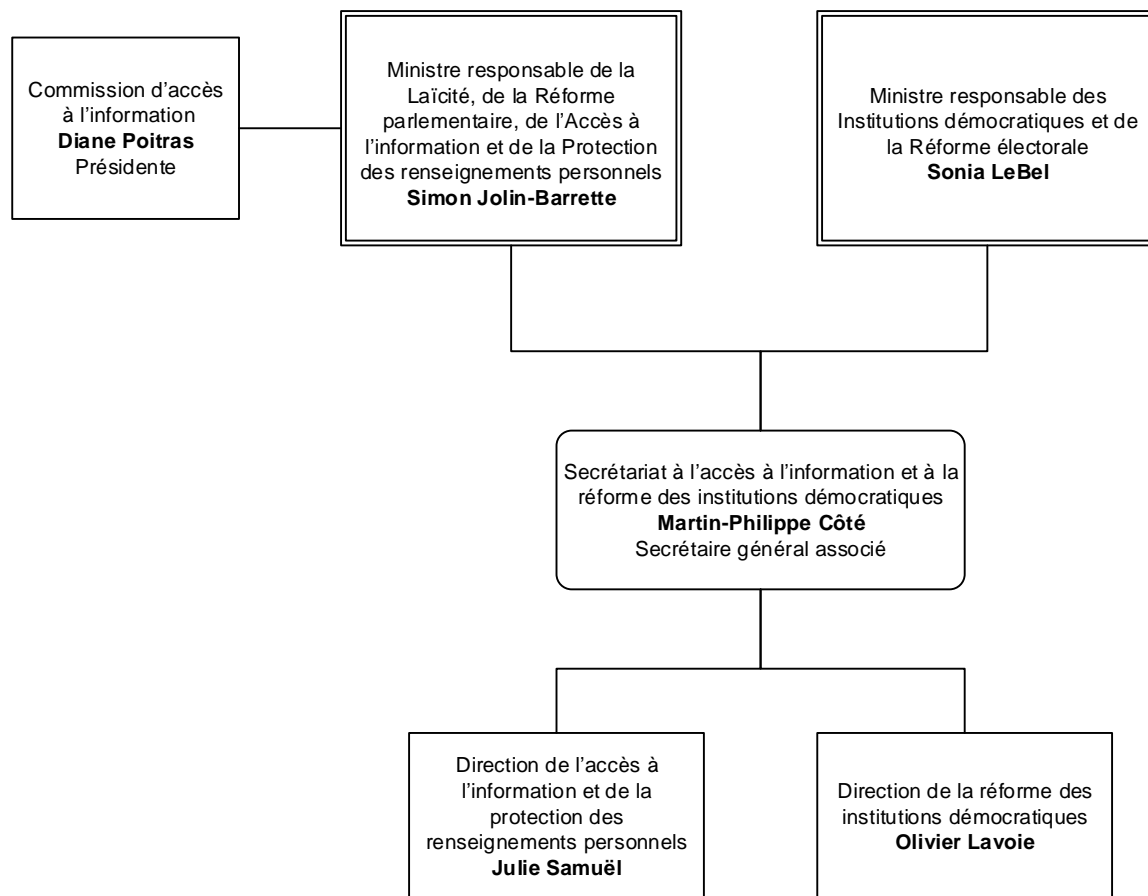 Commission d'accès
à l'information
Diane Poitras
Présidente
Ministre responsable de la
Laïcité, de la Réforme
parlementaire, de l'Accès à
l'information et de la Protection
des renseignements personnels
Simon Jolin-Barrette
Ministre responsable des
Institutions démocratiques et de
la Réforme électorale
Sonia LeBel
Secrétariat à l'accès à l'information et à la
réforme des institutions démocratiques
Martin-Philippe Côté
Secrétaire général associé
Direction de l'accès à
l'information et de la
protection des
renseignements personnels
Julie Samuël
Direction de la réforme des
institutions démocratiques
Olivier Lavoie